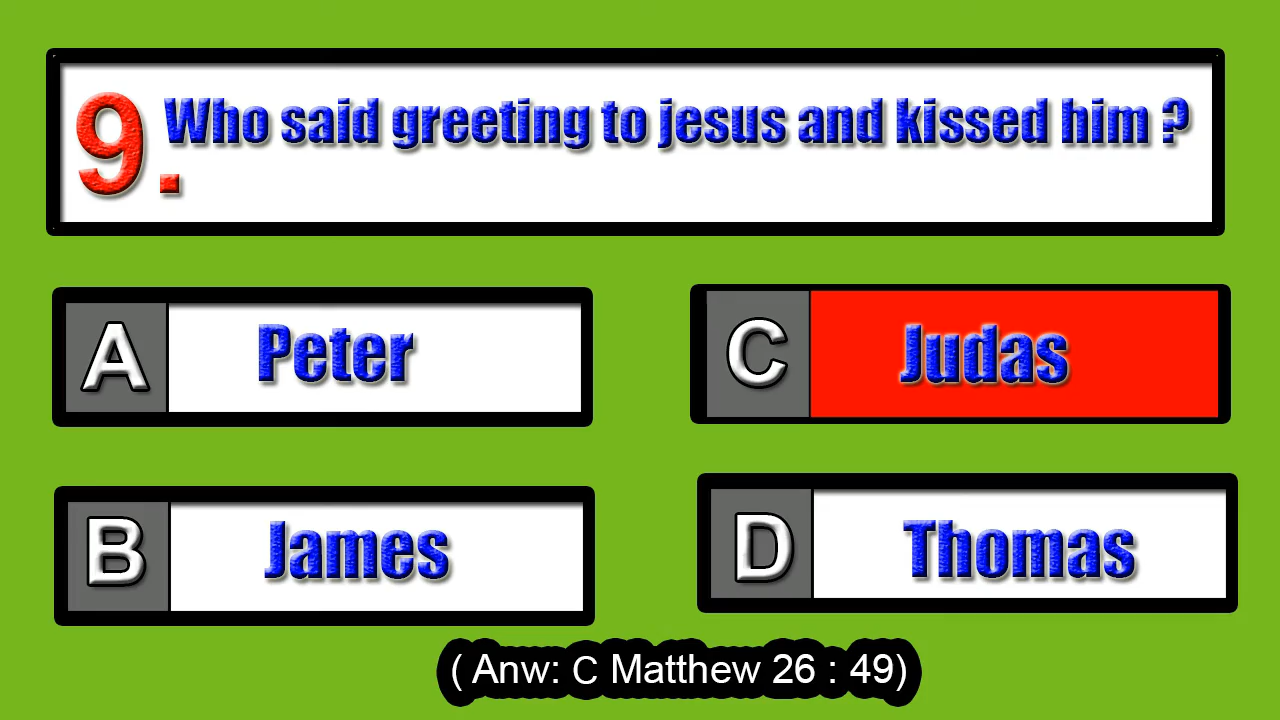 9. Who said greeting to jesus and kissed him ?
A Peter
C Judas
B James
D Thomas
( Anw: C Matthew 26 : 49)